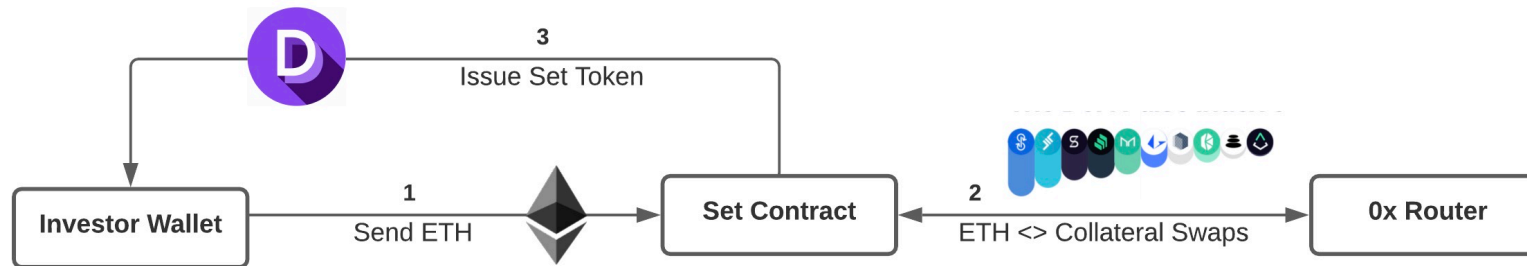 3
Issue Set Token
D
Investor Wallet
1
Send ETH
Set Contract
2
ETH <> Collateral Swaps
0x Router